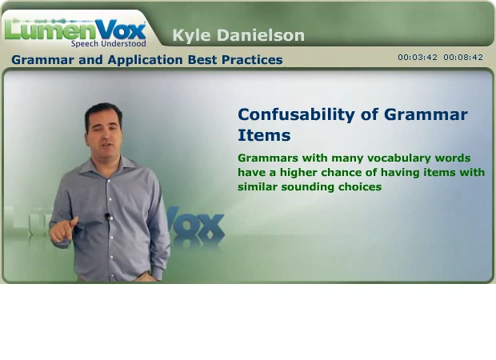 LumenVox
Speech Understood
Kyle Danielson
Grammar and Application Best Practices
00:03:42 00:08:42
Confusability of Grammar
Items
Grammars with many vocabulary words
have a higher chance of having items with
similar sounding choices
LumenVox